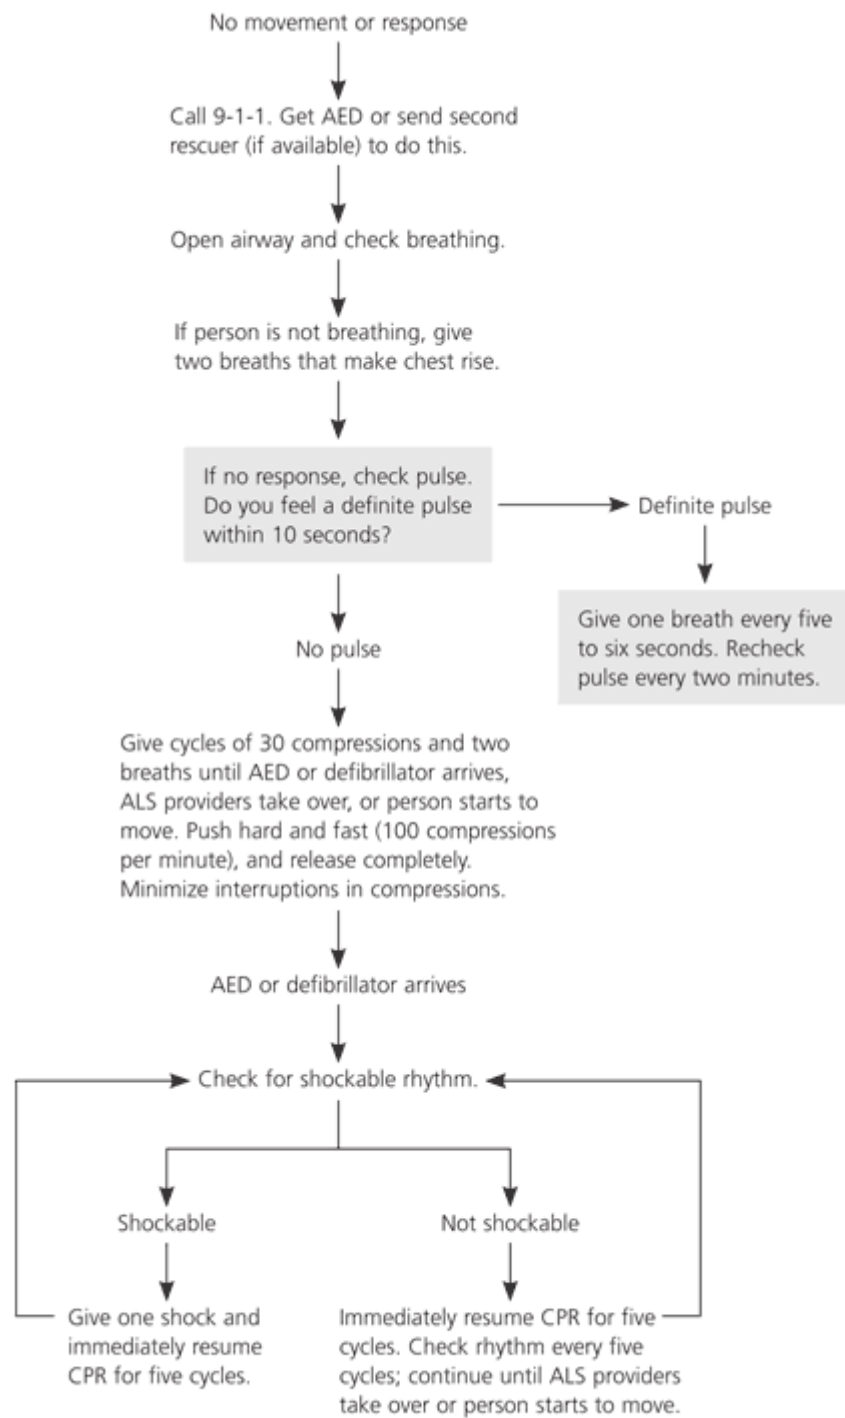 No movement or response
Call 9-1-1. Get AED or send second
rescuer (if available) to do this.
Open airway and check breathing.
If person is not breathing, give
two breaths that make chest rise.
If no response, check pulse.
Do you feel a definite pulse
within 10 seconds?
Definite pulse
Give one breath every five
to six seconds. Recheck
pulse every two minutes.
No pulse
Give cycles of 30 compressions and two
breaths until AED or defibrillator arrives,
ALS providers take over, or person starts to
move. Push hard and fast (100 compressions
per minute), and release completely.
Minimize interruptions in compressions.
AED or defibrillator arrives
Check for shockable rhythm.
Shockable
Not shockable
Give one shock and
immediately resume
CPR for five cycles.
Immediately resume CPR for five
cycles. Check rhythm every five
cycles; continue until ALS providers
take over or person starts to move.